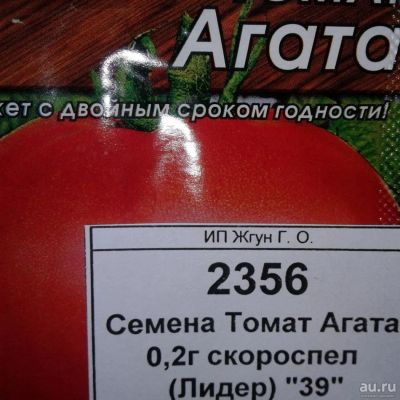 Агата
кет с двойным сроком годности!
ИП Жгун Г. О.
2356
Семена Томат Агата
0,2г скороспел
(Лидер) "39"
au.ru